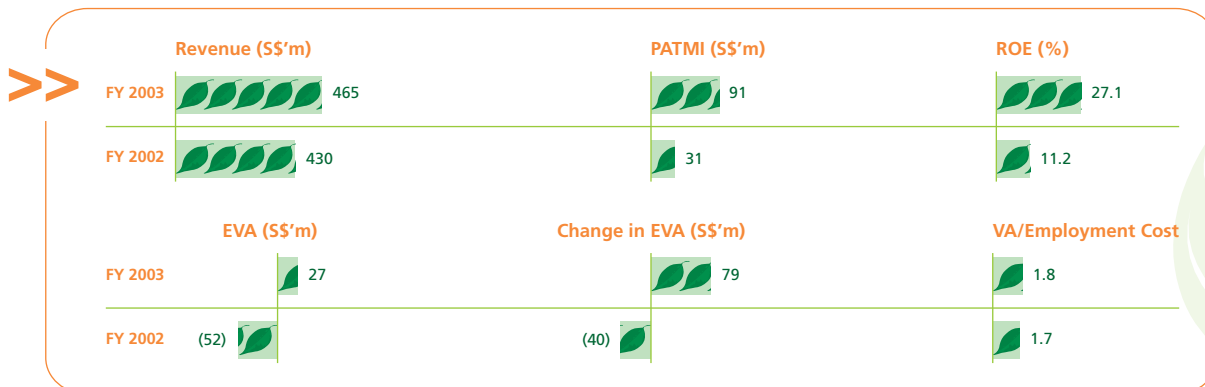 Revenue (S$'m) PATMI (S$'m) ROE (%)
>>
FY 2003 465 91 27.1
FY 2002 430 31 11.2
EVA (S$'m) Change in EVA (S$'m) VA/Employment Cost
FY 2003 27 79 1.8
FY 2002 (52) (40) 1.7